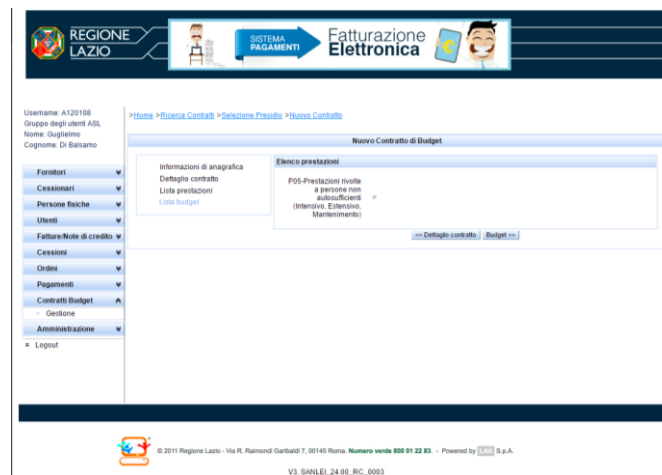 REGIONE
LAZIO
SISTEMA
PAGAMENTI
Fatturazione
Elettronica
Username: A120108
Gruppo degli utenti ASL
Nome: Guglielmo
Cognome: Di Balsamo
>Home >Ricerca Contratti >Selezione Presidio >Nuovo Contratto
Nuovo Contratto di Budget
Informazioni di anagrafica
Dettaglio contratto
Lista prestazioni
Lista budget
Elenco prestazioni
P05-Prestazioni rivolte
a persone non
autosufficienti
(Intensivo, Estensivo,
Mantenimento)
<< Dettaglio contratto
Budget >>
Fornitori
Cessionari
Persone fisiche
Utenti
Fatture/Note di credito
Cessioni
Ordini
Pagamenti
Contratti Budget
Gestione
Amministrazione
Logout
© 2011 Regione Lazio - Via R. Raimondi Garibaldi 7, 00145 Roma. Numero verde 800 01 22 83. - Powered by LAit S.p.A.
V3. SANLEI_24.00_RC_0003